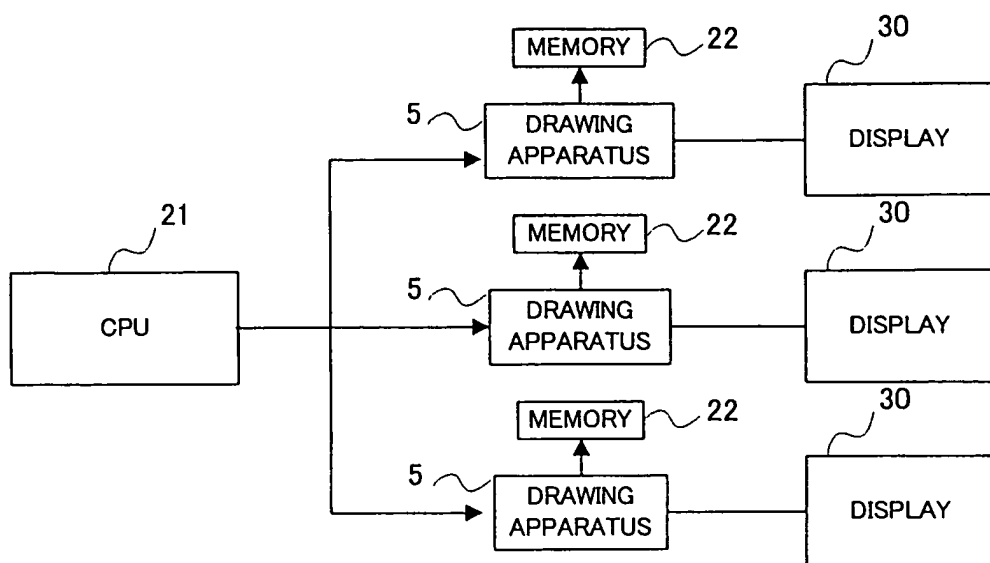 MEMORY 22
30
5 DRAWING
APPARATUS
DISPLAY
21
CPU
MEMORY 22
30
5 DRAWING
APPARATUS
DISPLAY
MEMORY 22
30
5 DRAWING
APPARATUS
DISPLAY